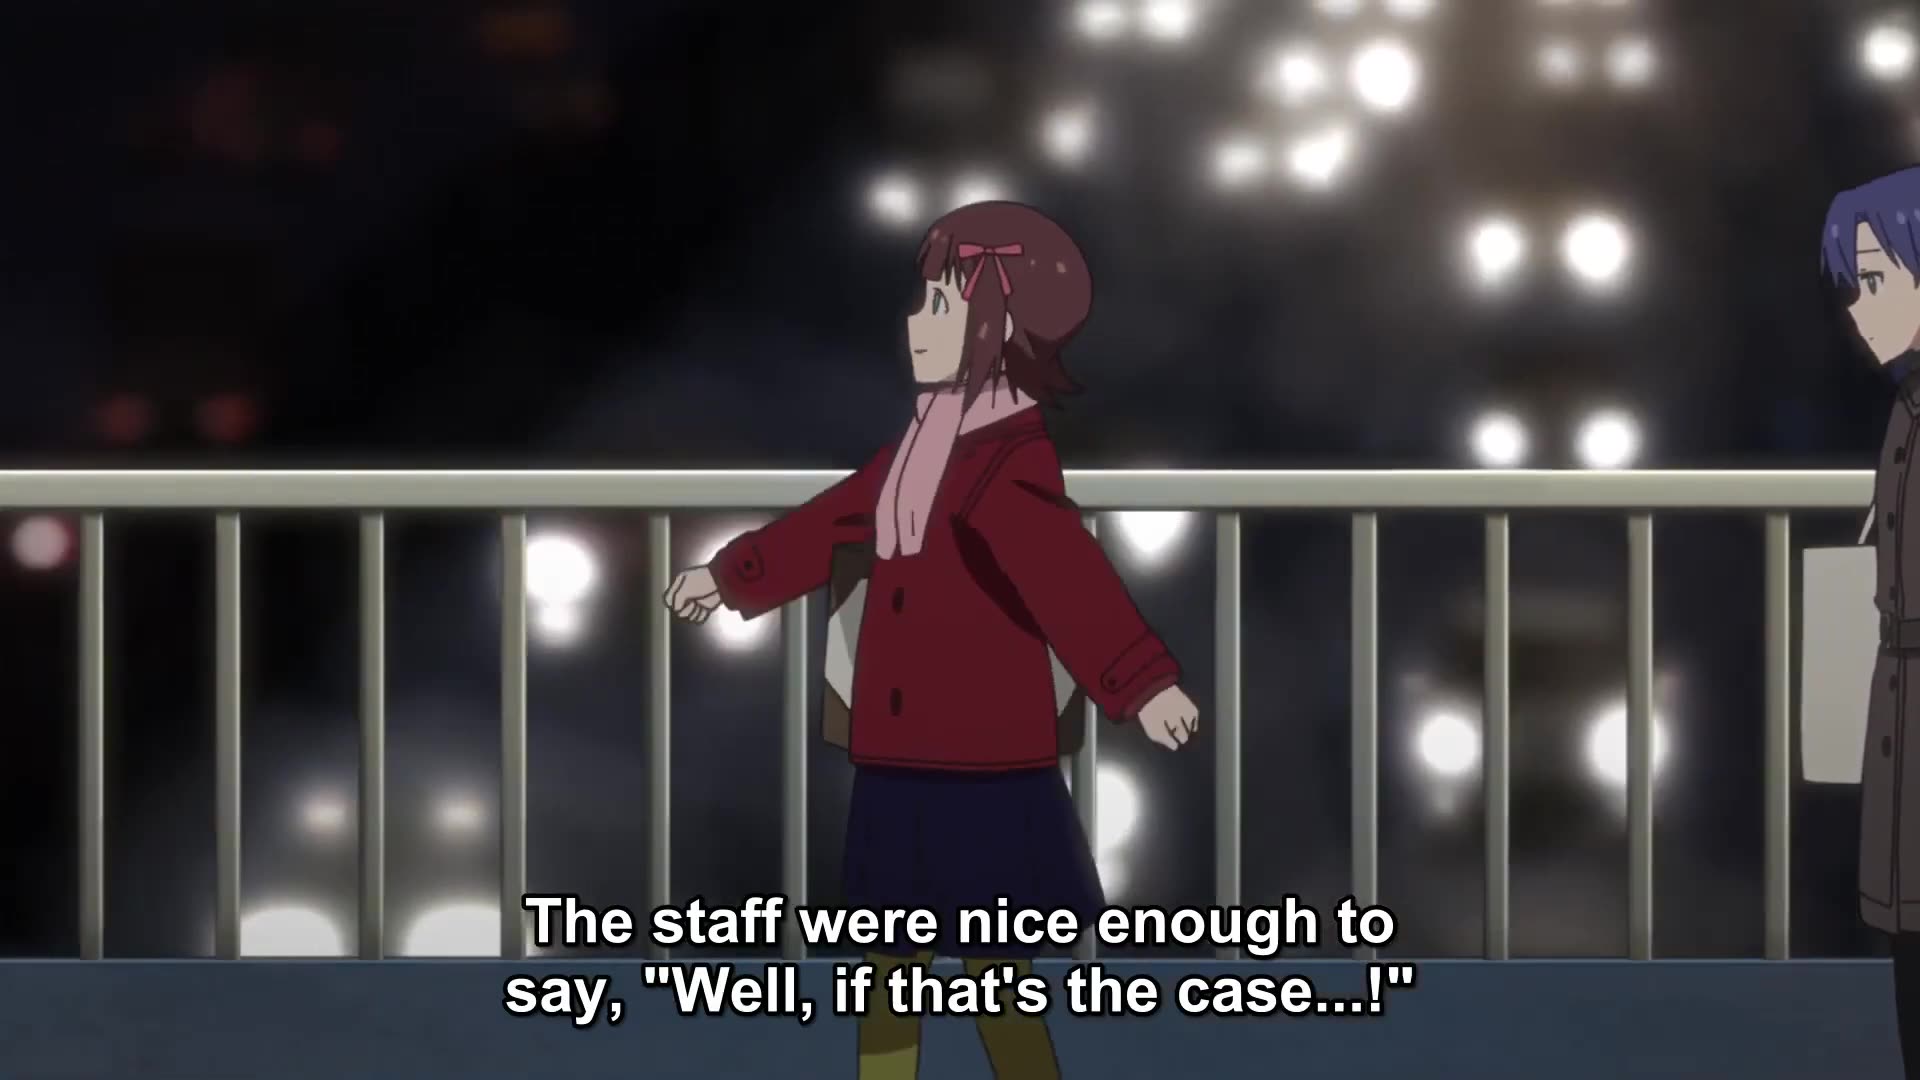 The staff were nice enough to
say, "Well, if that's the case...!"